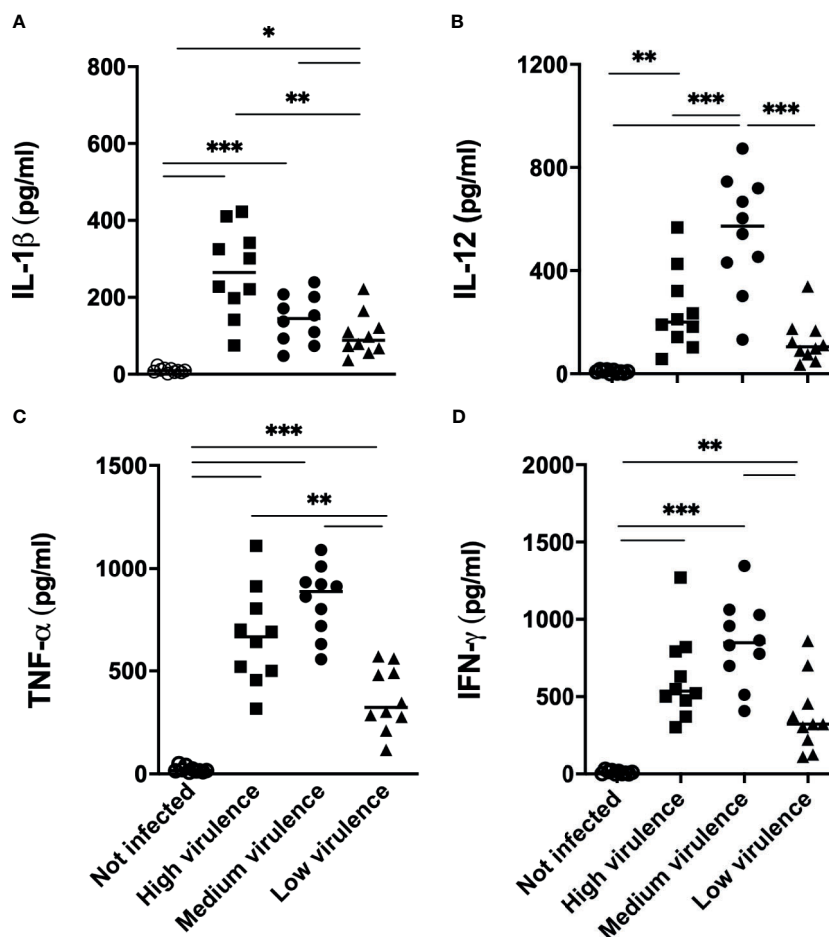 A
IL-1β (pg/ml)
800
600
400
200
0
*
**
***
B
IL-12 (pg/ml)
1200
800
400
0
**
***
***
C
TNF-α (pg/ml)
1500
1000
500
0
***
**
Not infected
High virulence
Medium virulence
Low virulence
D
IFN-γ (pg/ml)
2000
1500
1000
500
0
**
***
Not infected
High virulence
Medium virulence
Low virulence